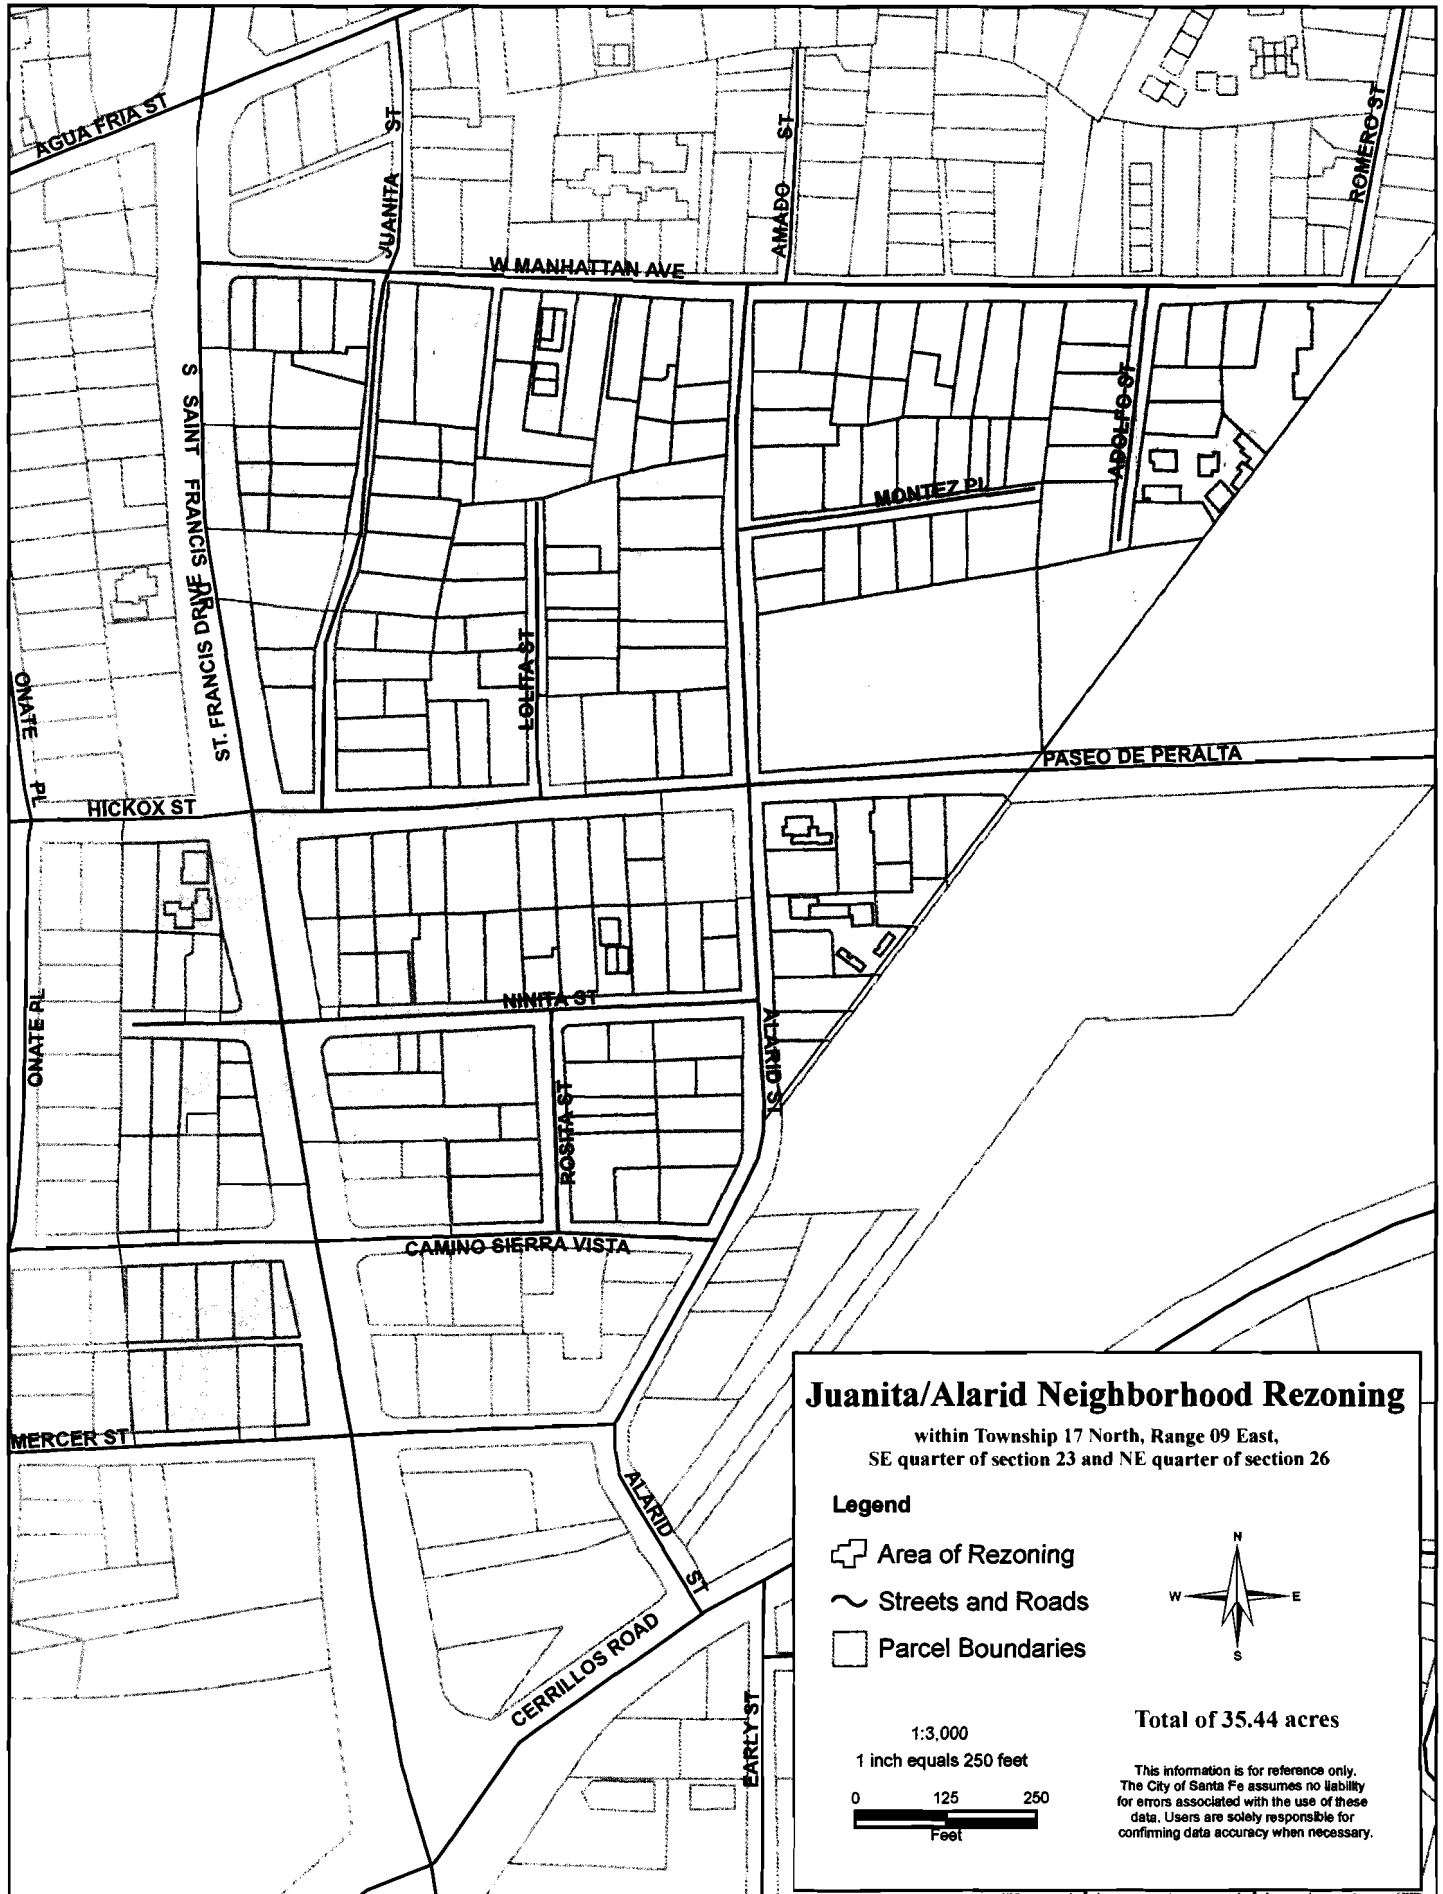 AGUA FRIA ST
JUANITA ST
AMADO ST
ROMERO ST
W MANHATTAN AVE
S SAINT FRANCIS DR
ST. FRANCIS DRIVE
ADOLFO ST
MONTEZ PL
LOLITA ST
ONATE PL
PASEO DE PERALTA
HICKOX ST
ONATE PL
NINITA ST
ALARID ST
ROSITA ST
CAMINO SIERRA VISTA
MERCER ST
ALARID ST
CERRILLOS ROAD
EARLY ST
Juanita/Alarid Neighborhood Rezoning
within Township 17 North, Range 09 East,
SE quarter of section 23 and NE quarter of section 26
Legend
Area of Rezoning
Streets and Roads
Parcel Boundaries
N
W E
S
Total of 35.44 acres
1:3,000
1 inch equals 250 feet
0 125 250
Feet
This information is for reference only.
The City of Santa Fe assumes no liability
for errors associated with the use of these
data. Users are solely responsible for
confirming data accuracy when necessary.